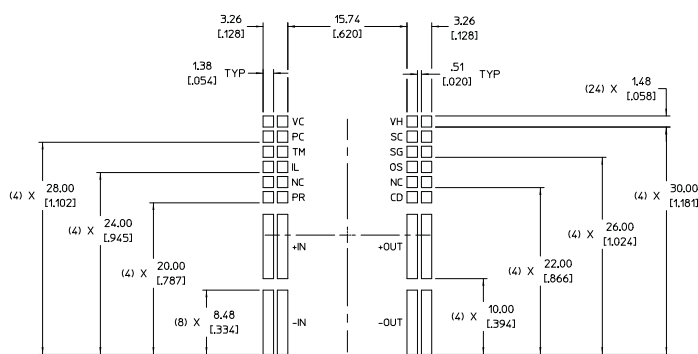 3.26
[.128]
15.74
[.620]
3.26
[.128]
1.38
[.054]
TYP
.51
[.020]
TYP
(24) X
1.48
[.058]
VC
VH
PC
SC
TM
SG
IL
OS
NC
NC
PR
CD
(4) X
28.00
[1.102]
(4) X
30.00
[1.181]
(4) X
24.00
[.945]
(4) X
26.00
[1.024]
+IN
+OUT
(4) X
20.00
[.787]
(4) X
22.00
[.866]
(8) X
8.48
[.334]
-IN
-OUT
(4) X
10.00
[.394]